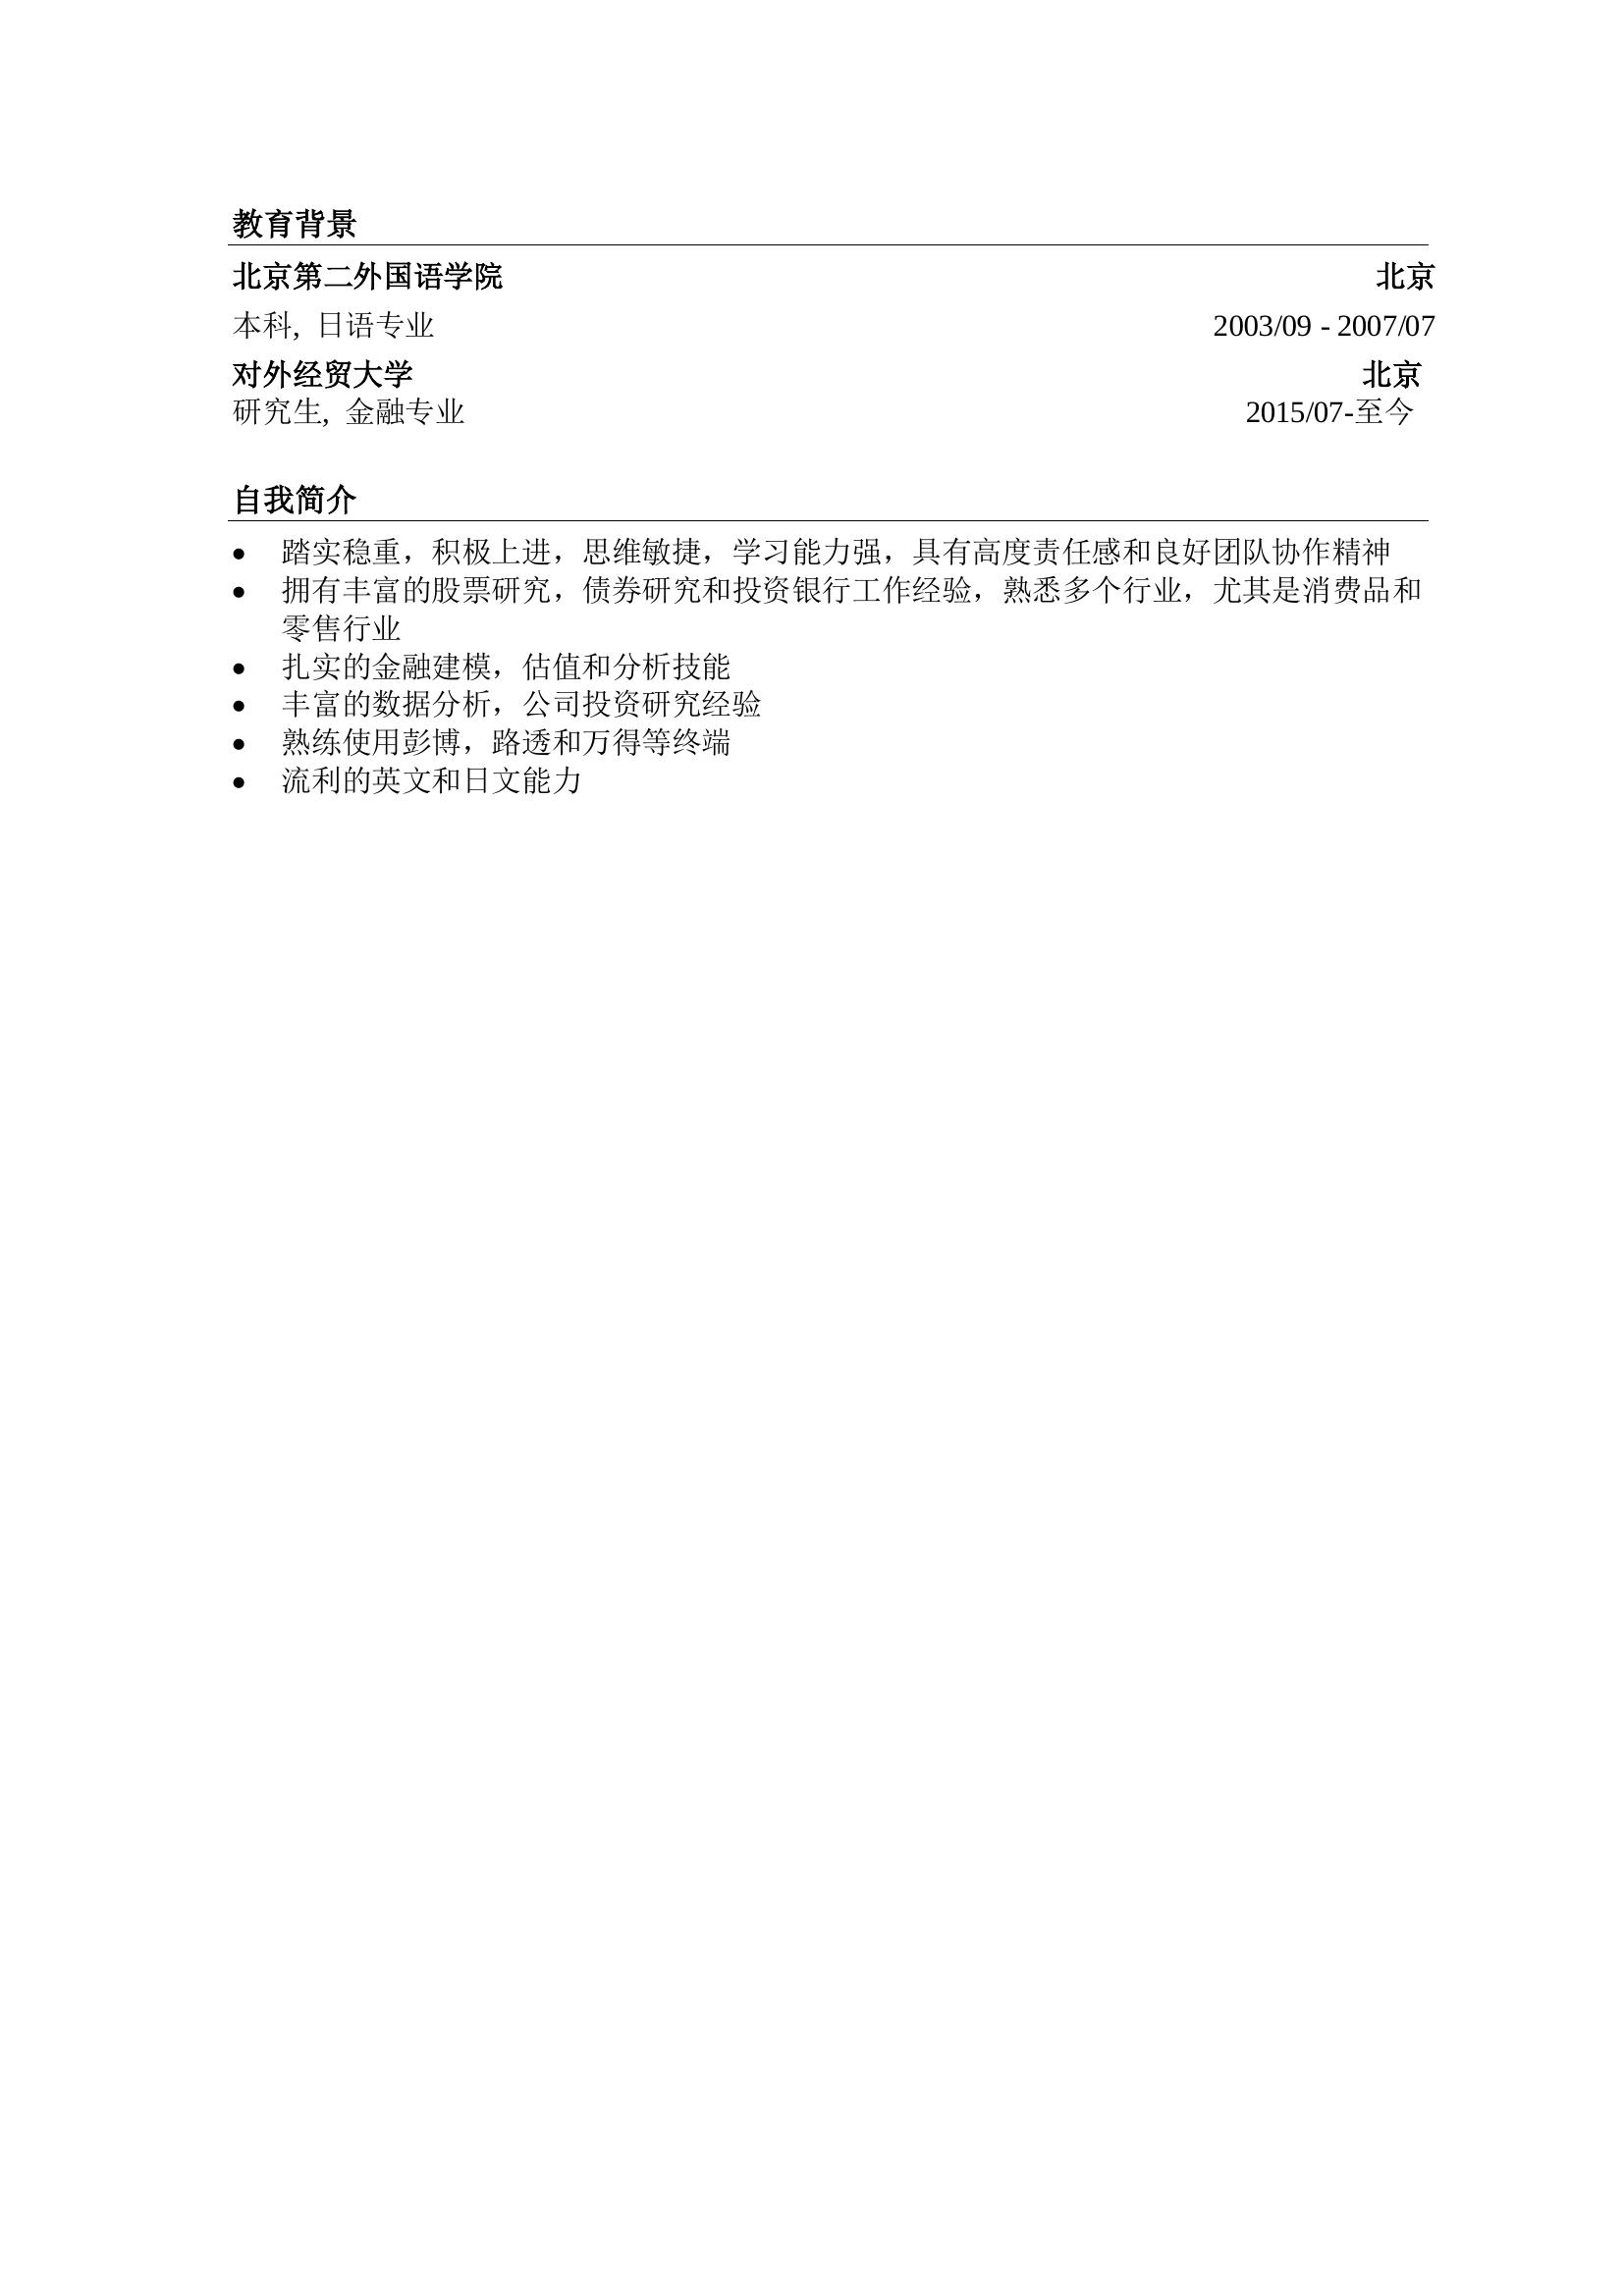 教育背景
北京第二外国语学院 北京
本科, 日语专业 2003/09 - 2007/07
对外经贸大学 北京
研究生, 金融专业 2015/07-至今
自我简介
● 踏实稳重，积极上进，思维敏捷，学习能力强，具有高度责任感和良好团队协作精神
● 拥有丰富的股票研究，债券研究和投资银行工作经验，熟悉多个行业，尤其是消费品和
零售行业
● 扎实的金融建模，估值和分析技能
● 丰富的数据分析，公司投资研究经验
● 熟练使用彭博，路透和万得等终端
● 流利的英文和日文能力